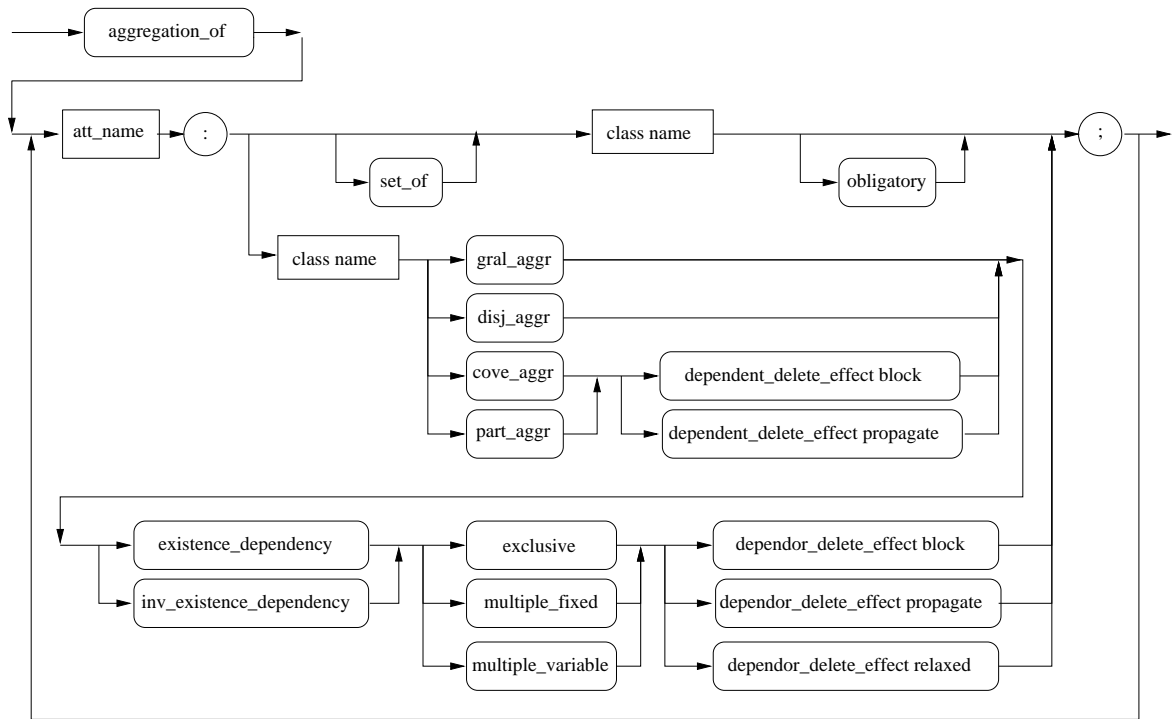 aggregation_of
att_name
:
class name
;
set_of
obligatory
class name
gral_aggr
disj_aggr
cove_aggr
dependent_delete_effect block
part_aggr
dependent_delete_effect propagate
existence_dependency
exclusive
dependor_delete_effect block
inv_existence_dependency
multiple_fixed
dependor_delete_effect propagate
multiple_variable
dependor_delete_effect relaxed